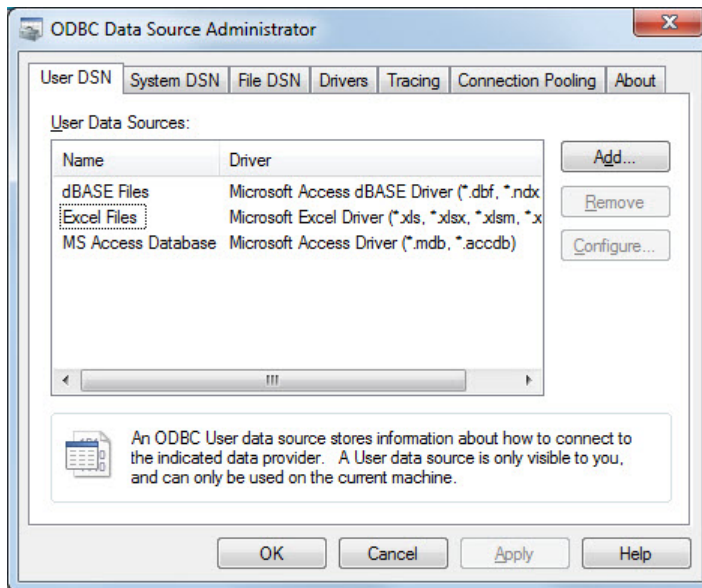 ODBC Data Source Administrator
User DSN System DSN File DSN Drivers Tracing Connection Pooling About
User Data Sources:
Name Driver
dBASE Files Microsoft Access dBASE Driver (*.dbf, *.ndx
Excel Files Microsoft Excel Driver (*.xls, *.xlsx, *.xlsm, *.x
MS Access Database Microsoft Access Driver (*.mdb, *.accdb)
Add...
Remove
Configure...
An ODBC User data source stores information about how to connect to
the indicated data provider. A User data source is only visible to you,
and can only be used on the current machine.
OK Cancel Apply Help